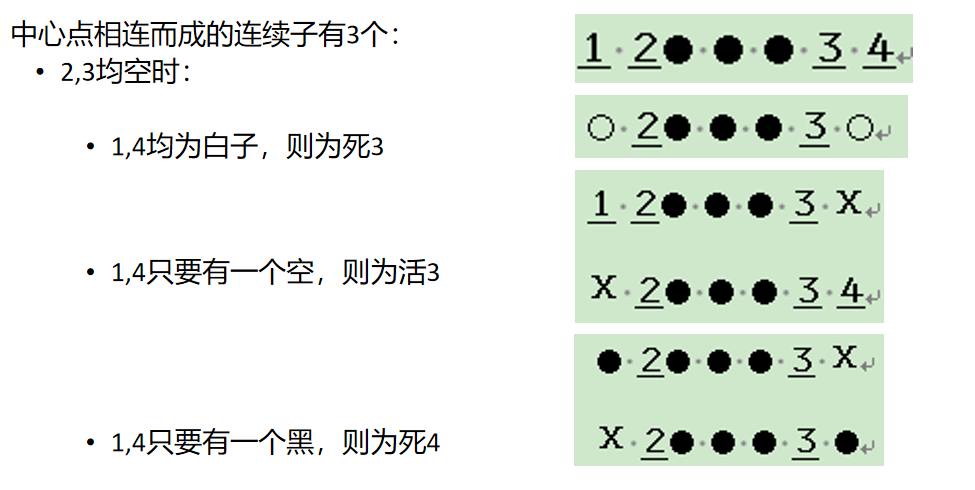 中心点相连而成的连续子有3个：
1·2●·●·●·3·4↵
• 2,3均空时：
○·2●·●·●·3·○↵
• 1,4均为白子，则为死3
1·2●·●·●·3·X↵
• 1,4只要有一个空，则为活3
X·2●·●·●·3·4↵
●·2●·●·●·3·X↵
• 1,4只要有一个黑，则为死4
X·2●·●·●·3·●↵